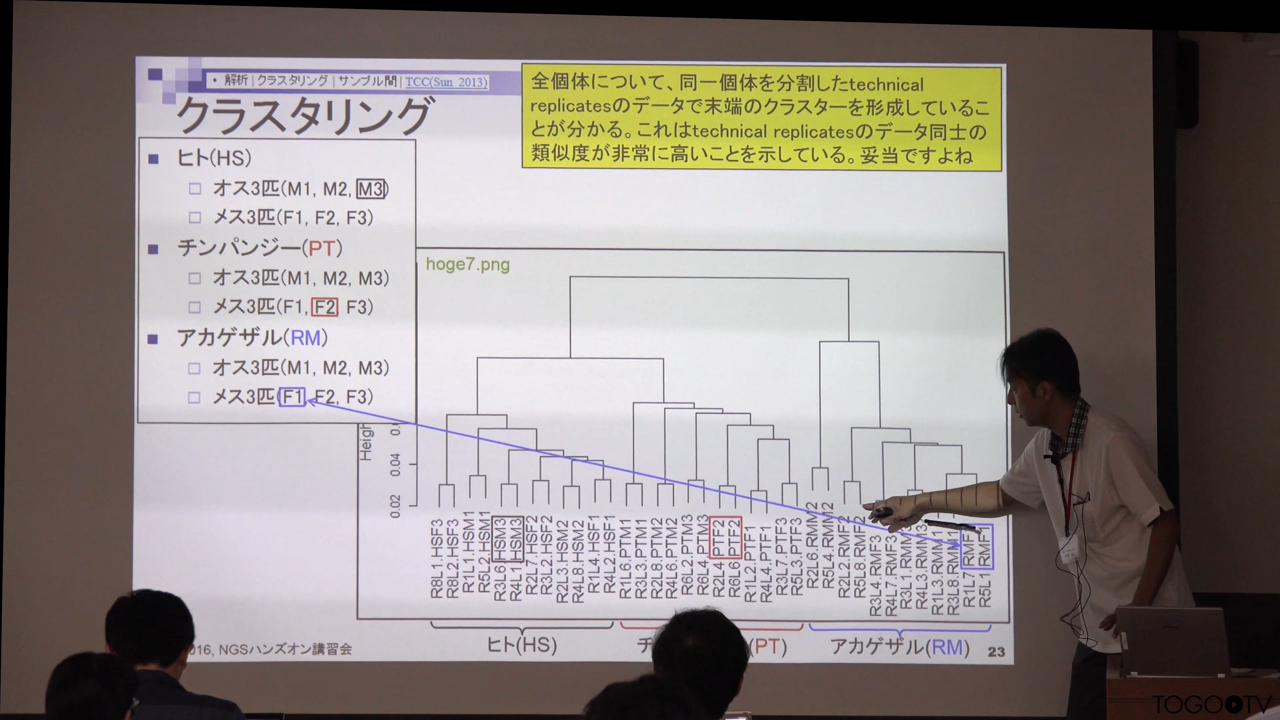 • 解析 | クラスタリング | サンプル間 | TCC(Sun_2013)
クラスタリング
全個体について、同一個体を分割したtechnical
replicatesのデータで末端のクラスターを形成しているこ
とが分かる。これはtechnical replicatesのデータ同士の
類似度が非常に高いことを示している。妥当ですよね
ヒト(HS)
オス3匹(M1, M2, M3)
メス3匹(F1, F2, F3)
チンパンジー(PT)
オス3匹(M1, M2, M3)
メス3匹(F1, F2, F3)
アカゲザル(RM)
オス3匹(M1, M2, M3)
メス3匹(F1, F2, F3)
hoge7.png
0.04
0.02
R8L1.HSF3
R8L2.HSF3
R1L1.HSM1
R5L2.HSM1
R3L6.HSM3
R4L1.HSM3
R2L7.HSF2
R3L2.HSF2
R2L3.HSM2
R4L8.HSM2
R1L4.HSF1
R4L2.HSF1
R1L6.PTM1
R3L3.PTM1
R2L8.PTM2
R4L6.PTM2
R6L2.PTM3
R6L4.PTM3
R2L4.PTF2
R6L6.PTF2
R1L2.PTF1
R4L4.PTF1
R3L7.PTF3
R5L3.PTF3
R2L6.RMM2
R5L4.RMM2
R2L2.RMF2
R5L8.RMF2
R3L4.RMF3
R4L7.RMF3
R3L1.RMM3
R4L3.RMM3
R1L3.RMM1
R3L8.RMM1
R1L7.RMF1
R5L1.RMF1
ヒト(HS)
(PT)
アカゲザル(RM)
016, NGSハンズオン講習会
23
TOGOTV